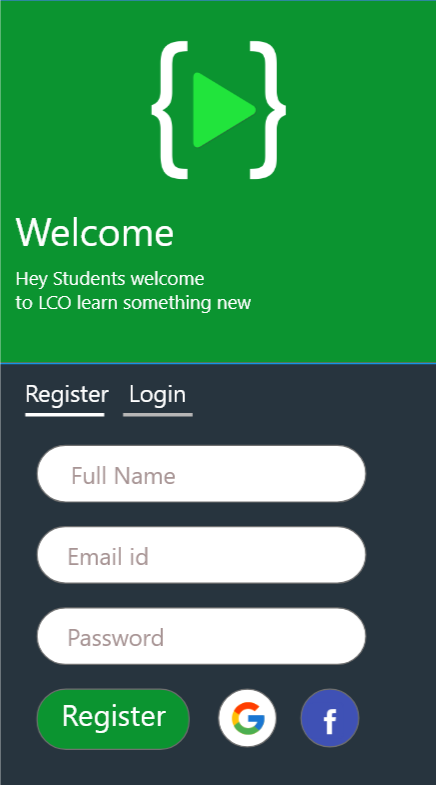 Welcome
Hey Students welcome
to LCO learn something new
Register Login
Full Name
Email id
Password
Register